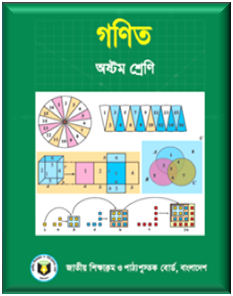 গণিত
অষ্টম শ্রেণি
জাতীয় শিক্ষাক্রম ও পাঠ্যপুস্তক বোর্ড, বাংলাদেশ